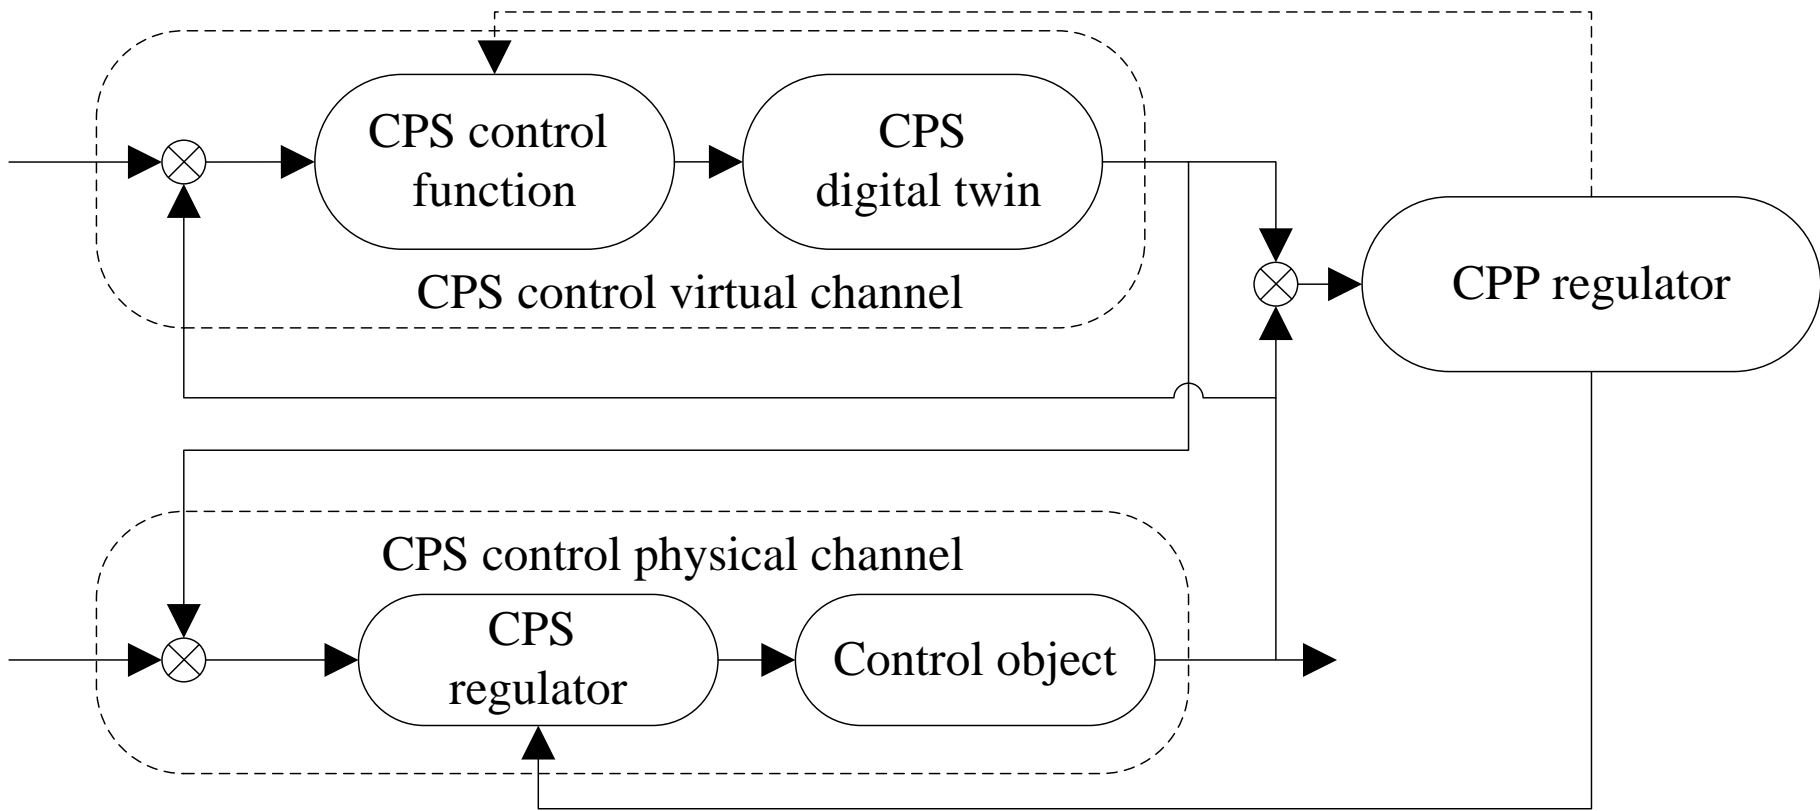 CPS control
function
CPS
digital twin
CPS control virtual channel
CPP regulator
CPS control physical channel
CPS
regulator
Control object